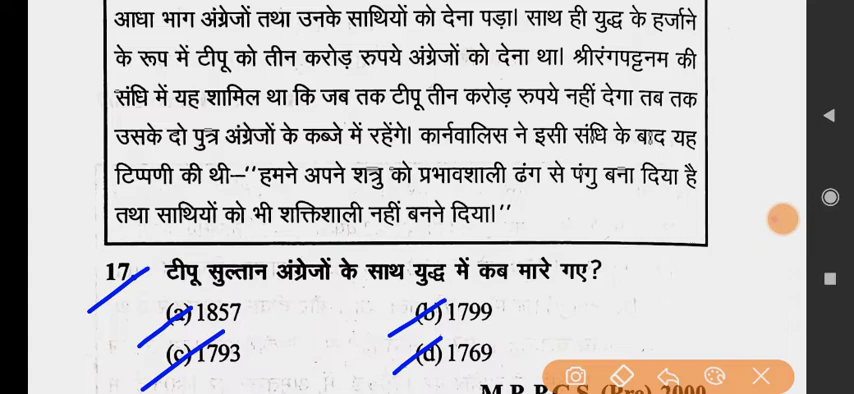 आधा भाग अंग्रेजों तथा उनके साथियों को देना पड़ा। साथ ही युद्ध के हर्जाने
के रूप में टीपू को तीन करोड़ रुपये अंग्रेजों को देना था। श्रीरंगपट्टनम की
संधि में यह शामिल था कि जब तक टीपू तीन करोड़ रुपये नहीं देगा तब तक
उसके दो पुत्र अंग्रेजों के कब्जे में रहेंगे। कार्नवालिस ने इसी संधि के बाद यह
टिप्पणी की थी–''हमने अपने शत्रु को प्रभावशाली ढंग से पंगु बना दिया है
तथा साथियों को भी शक्तिशाली नहीं बनने दिया।''
17. टीपू सुल्तान अंग्रेजों के साथ युद्ध में कब मारे गए?
(a) 1857 (b) 1799
(c) 1793 (d) 1769
M.P. P.C.S. (Pre) 2000